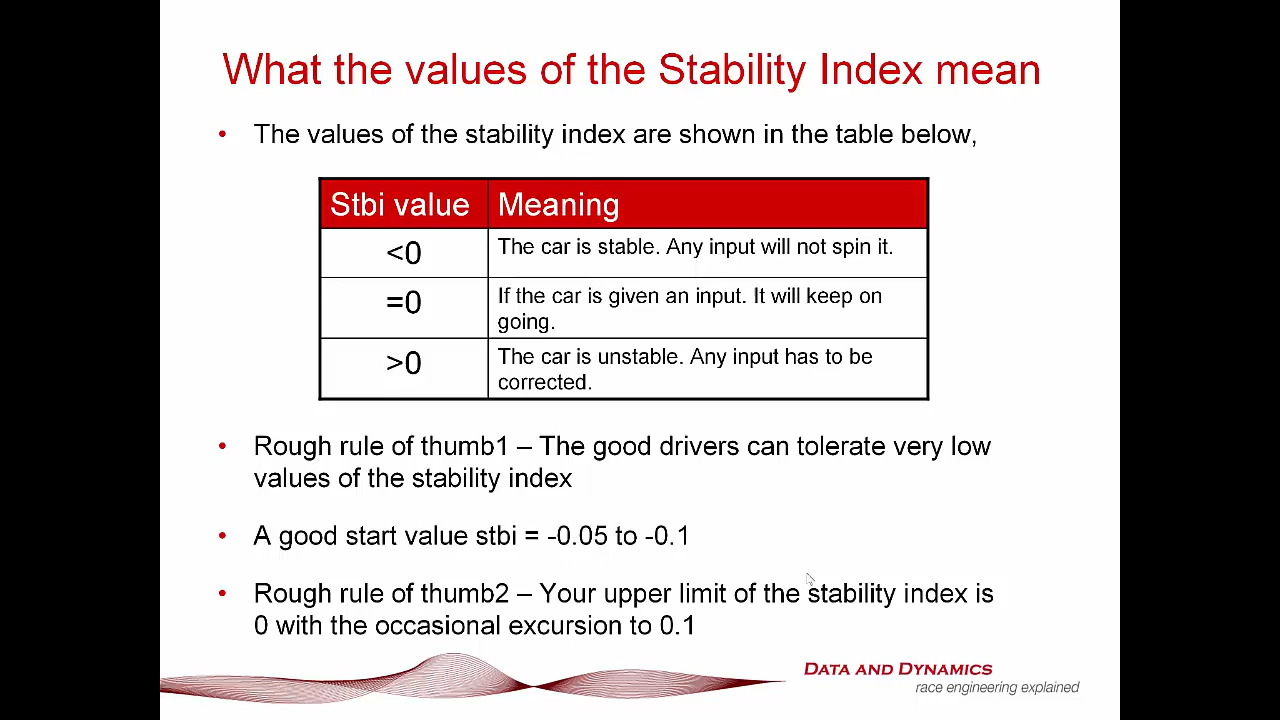 What the values of the Stability Index mean
• The values of the stability index are shown in the table below,
Stbi value Meaning
<0 The car is stable. Any input will not spin it.
=0 If the car is given an input. It will keep on
going.
>0 The car is unstable. Any input has to be
corrected.
• Rough rule of thumb1 – The good drivers can tolerate very low
values of the stability index
• A good start value stbi = -0.05 to -0.1
• Rough rule of thumb2 – Your upper limit of the stability index is
0 with the occasional excursion to 0.1
DATA AND DYNAMICS
race engineering explained